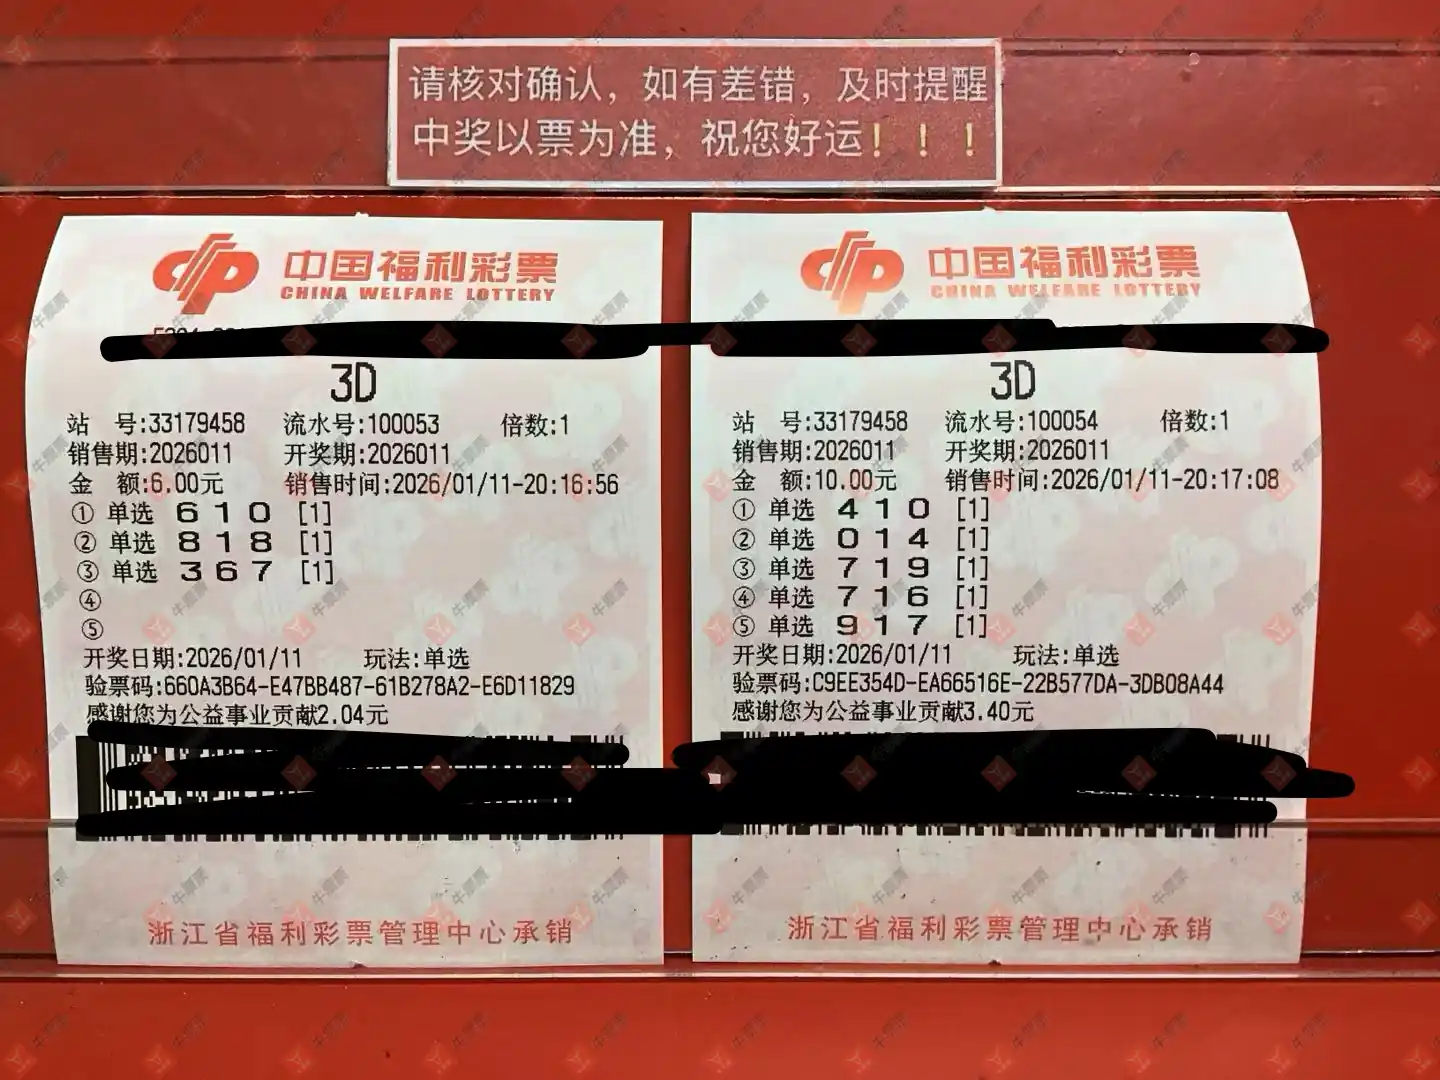 请核对确认，如有差错，及时提醒
中奖以票为准，祝您好运！！！
中国福利彩票
CHINA WELFARE LOTTERY
3D
站 号:33179458 流水号:100053 倍数:1
销售期:2026011 开奖期:2026011
金 额:6.00元 销售时间:2026/01/11-20:16:56
① 单选 6 1 0 [1]
② 单选 8 1 8 [1]
③ 单选 3 6 7 [1]
④
⑤
开奖日期:2026/01/11 玩法:单选
验票码:660A3B64-E47BB487-61B278A2-E6D11829
感谢您为公益事业贡献2.04元
浙江省福利彩票管理中心承销
中国福利彩票
CHINA WELFARE LOTTERY
3D
站 号:33179458 流水号:100054 倍数:1
销售期:2026011 开奖期:2026011
金 额:10.00元 销售时间:2026/01/11-20:17:08
① 单选 4 1 0 [1]
② 单选 0 1 4 [1]
③ 单选 7 1 9 [1]
④ 单选 7 1 6 [1]
⑤ 单选 9 1 7 [1]
开奖日期:2026/01/11 玩法:单选
验票码:C9EE354D-EA66516E-22B577DA-3DB08A44
感谢您为公益事业贡献3.40元
浙江省福利彩票管理中心承销